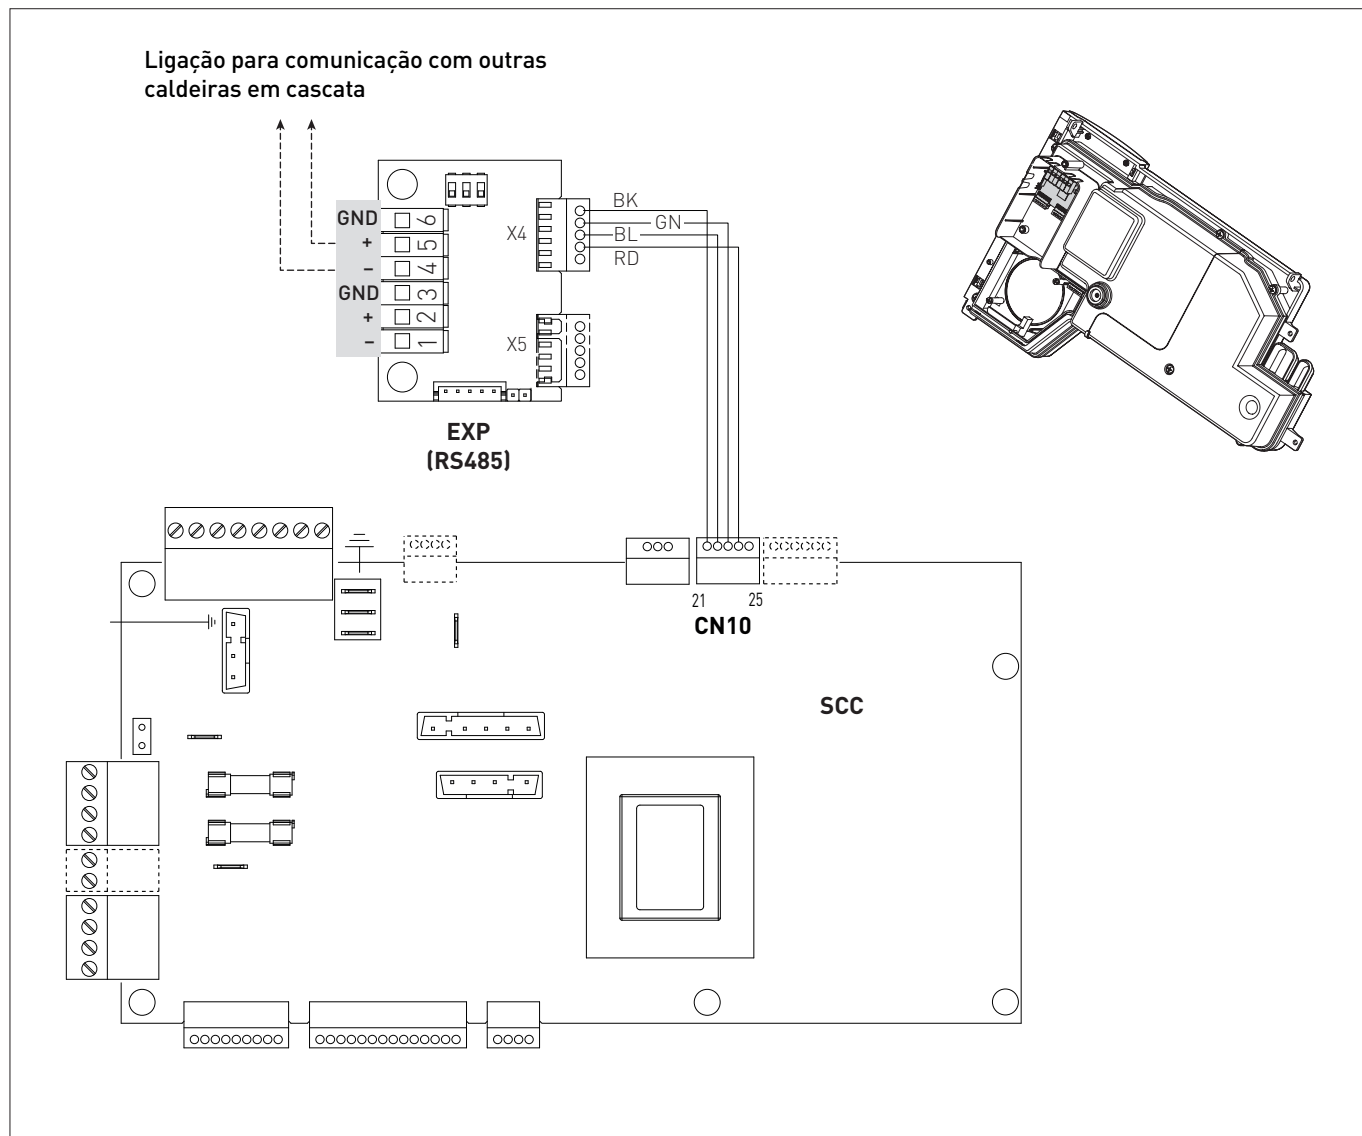 Ligação para comunicação com outras
caldeiras em cascata
GND
+
−
GND
+
−
6
5
4
3
2
1
X4
X5
BK
GN
BL
RD
EXP
(RS485)
21
25
CN10
SCC